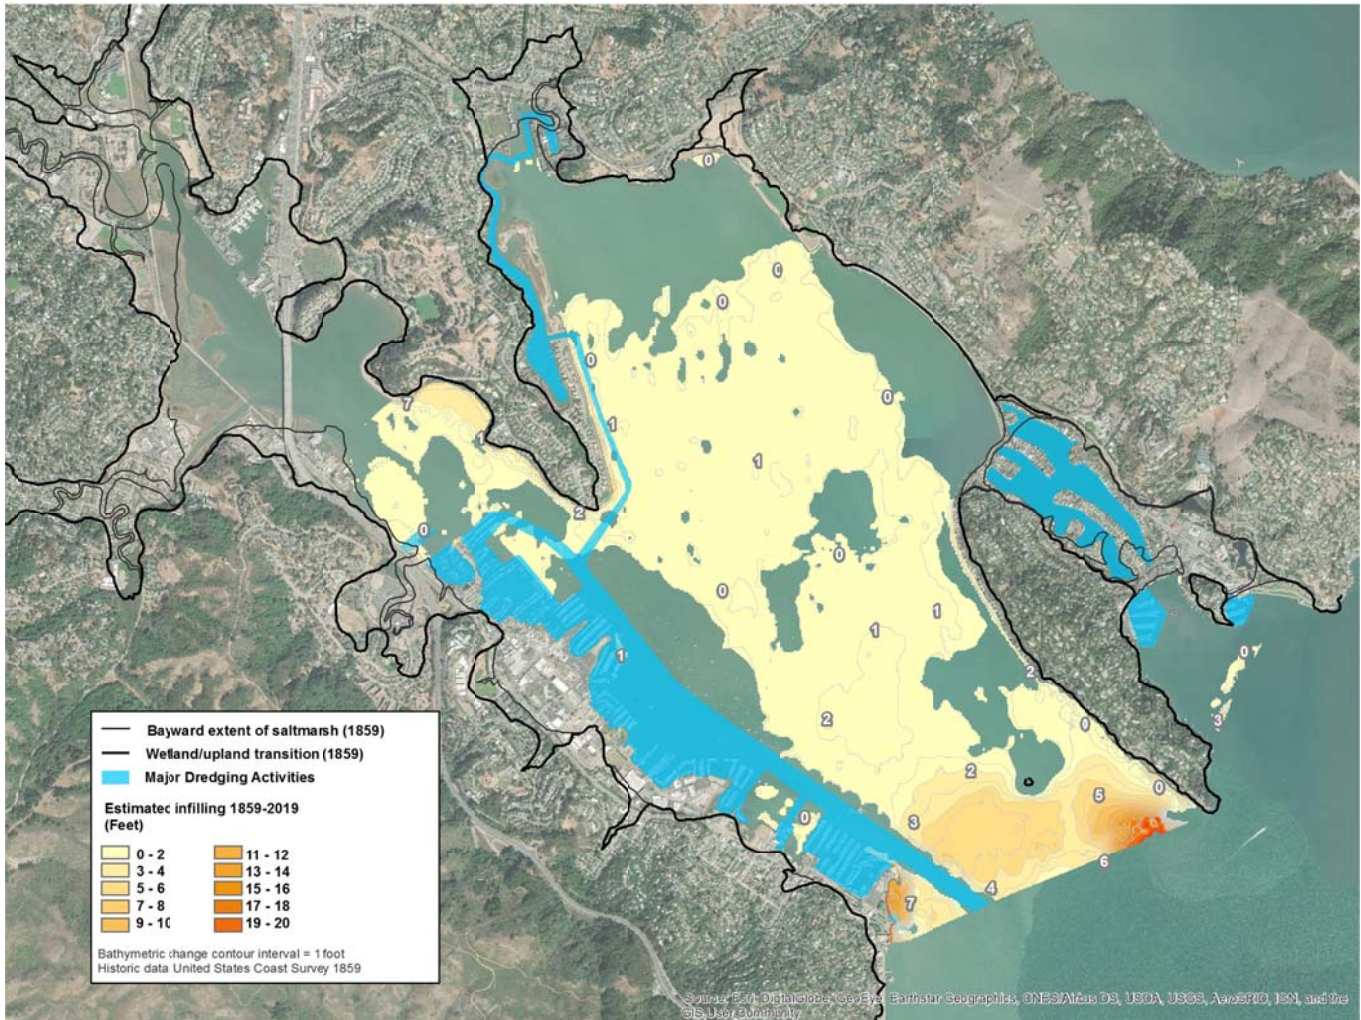 0
0
0
0
0
1
7
1
1
2
0
0
0
1
1
1
2
0
0
2
3
2
0
5
3
0
6
4
7
Bayward extent of saltmarsh (1859)
Wetland/upland transition (1859)
Major Dredging Activities
Estimated infilling 1859-2019
(Feet)
0 - 2
3 - 4
5 - 6
7 - 8
9 - 10
11 - 12
13 - 14
15 - 16
17 - 18
19 - 20
Bathymetric change contour interval = 1 foot
Historic data United States Coast Survey 1859
Source: Esri, DigitalGlobe, GeoEye, Earthstar Geographics, CNES/Airbus DS, USDA, USGS, AeroGRID, IGN, and the
GIS User Community